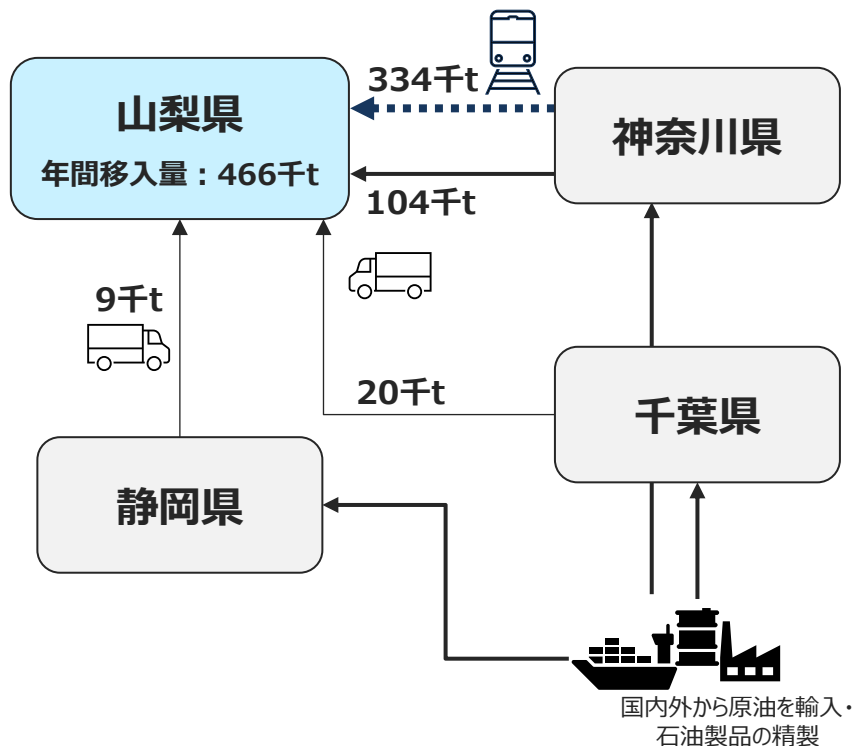 334千t
山梨県
年間移入量：466千t
神奈川県
104千t
9千t
20千t
千葉県
静岡県
国内外から原油を輸入・
石油製品の精製